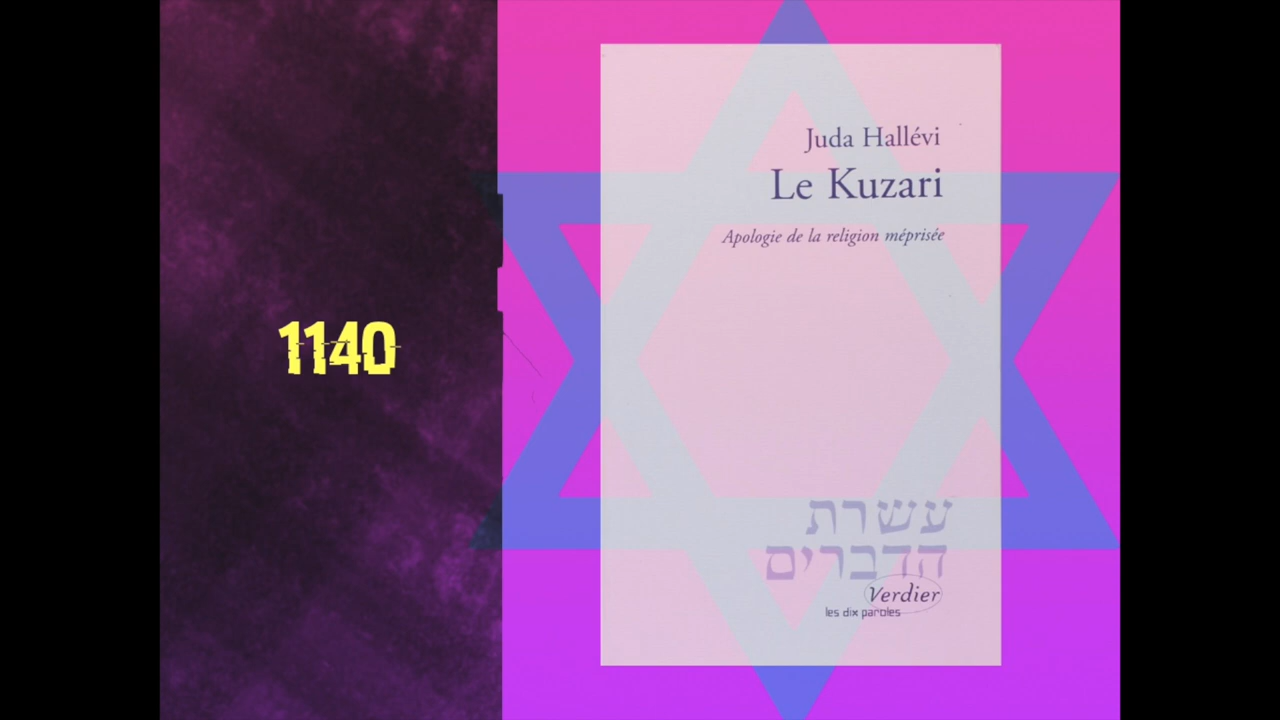 1140
Juda Hallévi
Le Kuzari
Apologie de la religion méprisée
עשרת
הדברים
Verdier
les dix paroles